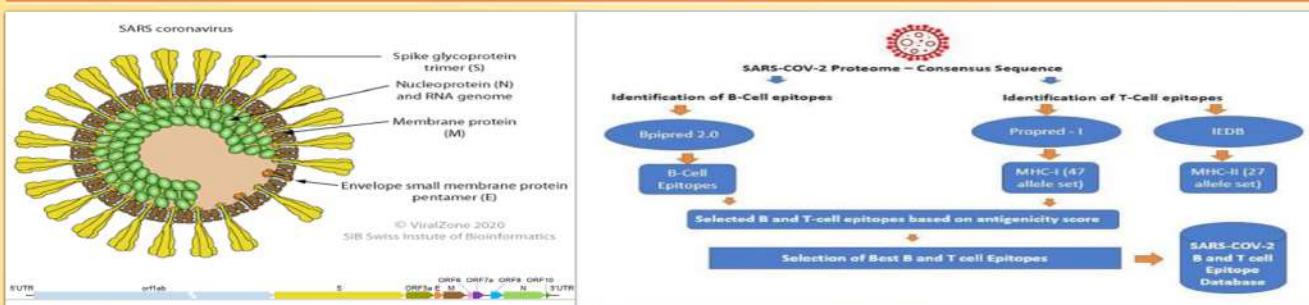 SARS coronavirus
Spike glycoprotein
trimer (S)
Nucleoprotein (N)
and RNA genome
Membrane protein
(M)
Envelope small membrane protein
pentamer (E)
© ViralZone 2020
SIB Swiss Instute of Bioinformatics
5'UTR
orf1ab
S
ORF3a
E
M
ORF6
ORF7a
ORF8
N
ORF10
3'UTR
SARS-COV-2 Proteome – Consensus Sequence
Identification of B-Cell epitopes
Identification of T-Cell epitopes
Bpipred 2.0
Propred - I
IEDB
B-Cell
Epitopes
MHC-I (47
allele set)
MHC-II (27
allele set)
Selected B and T-cell epitopes based on antigenicity score
Selection of Best B and T cell Epitopes
SARS-COV-2
B and T cell
Epitope
Database